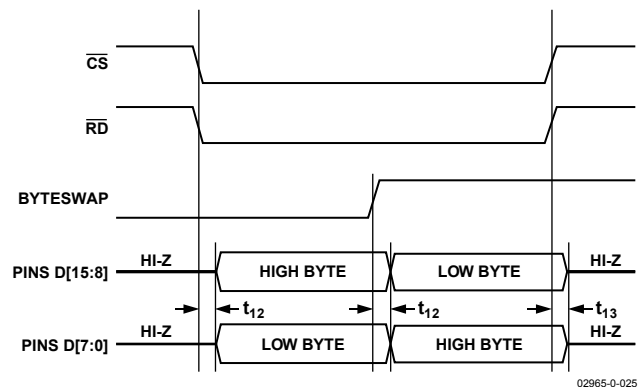 CS
RD
BYTESWAP
PINS D[15:8] HI-Z HIGH BYTE LOW BYTE HI-Z
t12 t12 t13
PINS D[7:0] HI-Z LOW BYTE HIGH BYTE HI-Z
02965-0-025